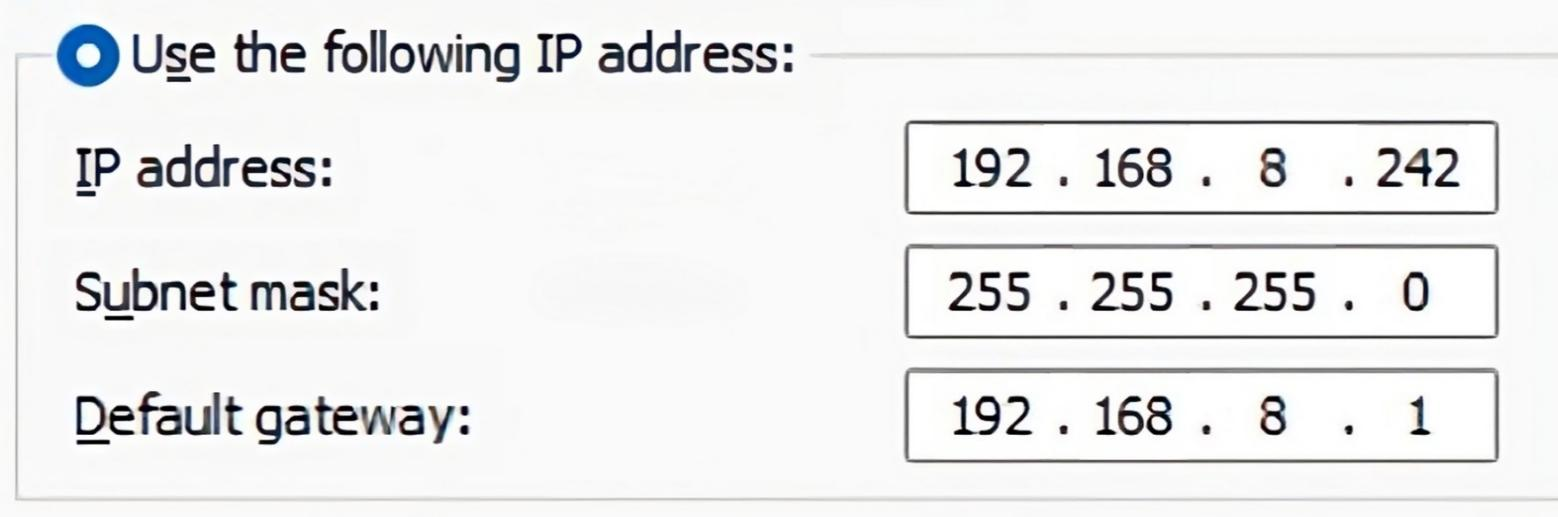 Use the following IP address:
IP address: 192 . 168 . 8 . 242
Subnet mask: 255 . 255 . 255 . 0
Default gateway: 192 . 168 . 8 . 1